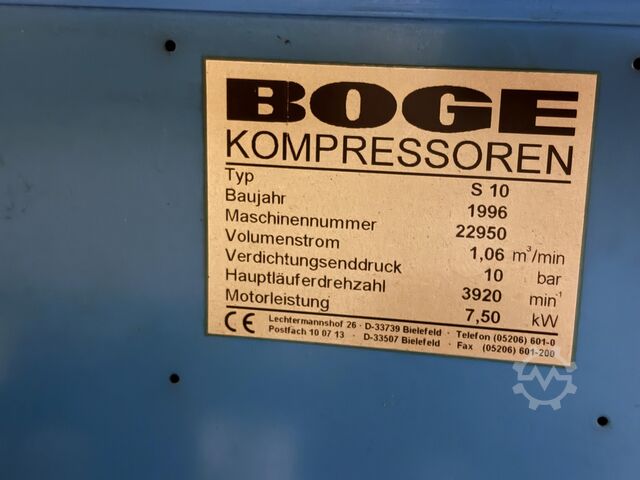 BOGE
KOMPRESSOREN
Typ S 10
Baujahr 1996
Maschinennummer 22950
Volumenstrom 1,06 m³/min
Verdichtungsenddruck 10 bar
Hauptläuferdrehzahl 3920 min⁻¹
Motorleistung 7,50 kW
CE Lechtermannshof 26 · D-33739 Bielefeld · Telefon (05206) 601-0
Postfach 10 07 13 · D-33507 Bielefeld · Fax (05206) 601-200